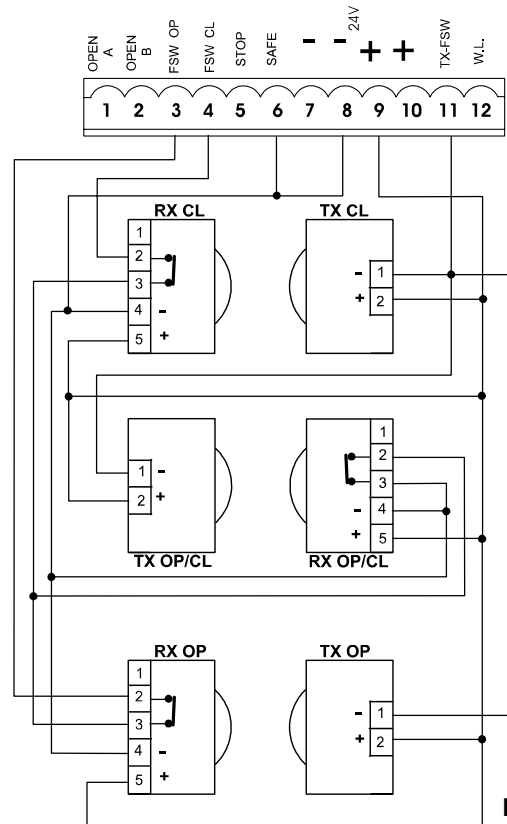 OPEN A
OPEN B
FSW OP
FSW CL
STOP
SAFE
-
-
24V
+
+
TX-FSW
W.L.
1 2 3 4 5 6 7 8 9 10 11 12
RX CL
TX CL
1
2
3
4 -
5 +
- 1
+ 2
1 -
2 +
1
2
3
- 4
+ 5
TX OP/CL
RX OP/CL
RX OP
TX OP
1
2
3
4 -
5 +
- 1
+ 2